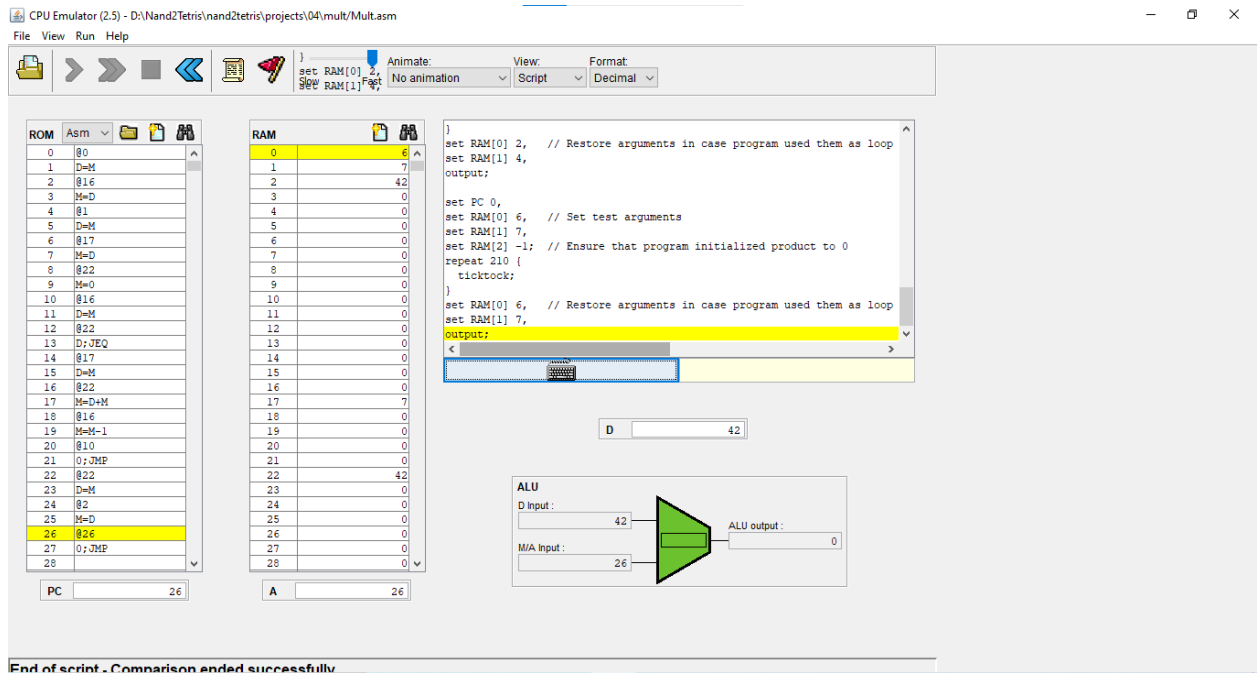 CPU Emulator (2.5) - D:\Nand2Tetris\nand2tetris\projects\04\mult/Mult.asm
File View Run Help
}
set RAM[0] 2,
set RAM[1] 4,
Slow Fast
Animate:
No animation
View:
Script
Format:
Decimal
ROM Asm
0 @0
1 D=M
2 @16
3 M=D
4 @1
5 D=M
6 @17
7 M=D
8 @22
9 M=0
10 @16
11 D=M
12 @22
13 D;JEQ
14 @17
15 D=M
16 @22
17 M=D+M
18 @16
19 M=M-1
20 @10
21 0;JMP
22 @22
23 D=M
24 @2
25 M=D
26 @26
27 0;JMP
28
PC 26
RAM
0 6
1 7
2 42
3 0
4 0
5 0
6 0
7 0
8 0
9 0
10 0
11 0
12 0
13 0
14 0
15 0
16 0
17 7
18 0
19 0
20 0
21 0
22 42
23 0
24 0
25 0
26 0
27 0
28 0
A 26
}
set RAM[0] 2,   // Restore arguments in case program used them as loop
set RAM[1] 4,
output;
set PC 0,
set RAM[0] 6,   // Set test arguments
set RAM[1] 7,
set RAM[2] -1;  // Ensure that program initialized product to 0
repeat 210 {
ticktock;
}
set RAM[0] 6,   // Restore arguments in case program used them as loop
set RAM[1] 7,
output;
D 42
ALU
D Input :
42
M/A Input :
26
ALU output :
0
End of script - Comparison ended successfully